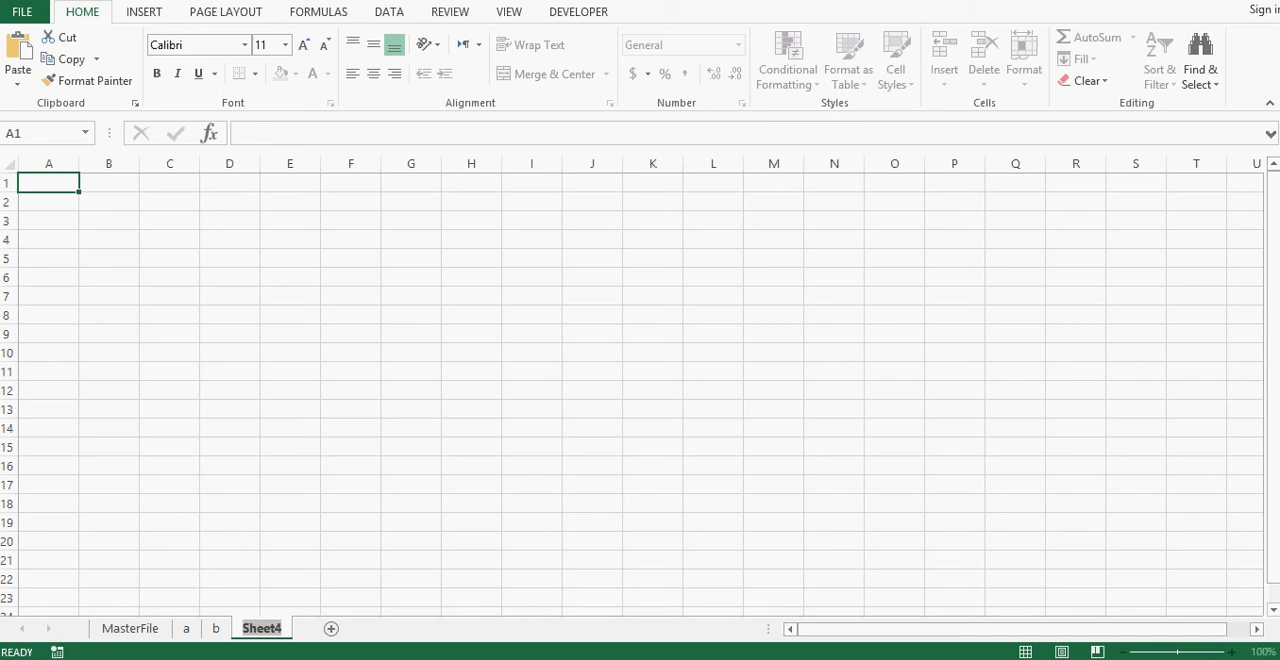 FILE HOME INSERT PAGE LAYOUT FORMULAS DATA REVIEW VIEW DEVELOPER Sign in
Paste
Cut
Copy
Format Painter
Clipboard
Calibri 11
B I U A
Font
Wrap Text
Merge & Center
Alignment
General
$ % ,
Number
Conditional Formatting
Format as Table
Cell Styles
Styles
Insert Delete Format
Cells
AutoSum
Fill
Clear
Sort & Filter
Find & Select
Editing
A1 fx
A B C D E F G H I J K L M N O P Q R S T U
1
2
3
4
5
6
7
8
9
10
11
12
13
14
15
16
17
18
19
20
21
22
23
24
MasterFile a b Sheet4
READY 100%